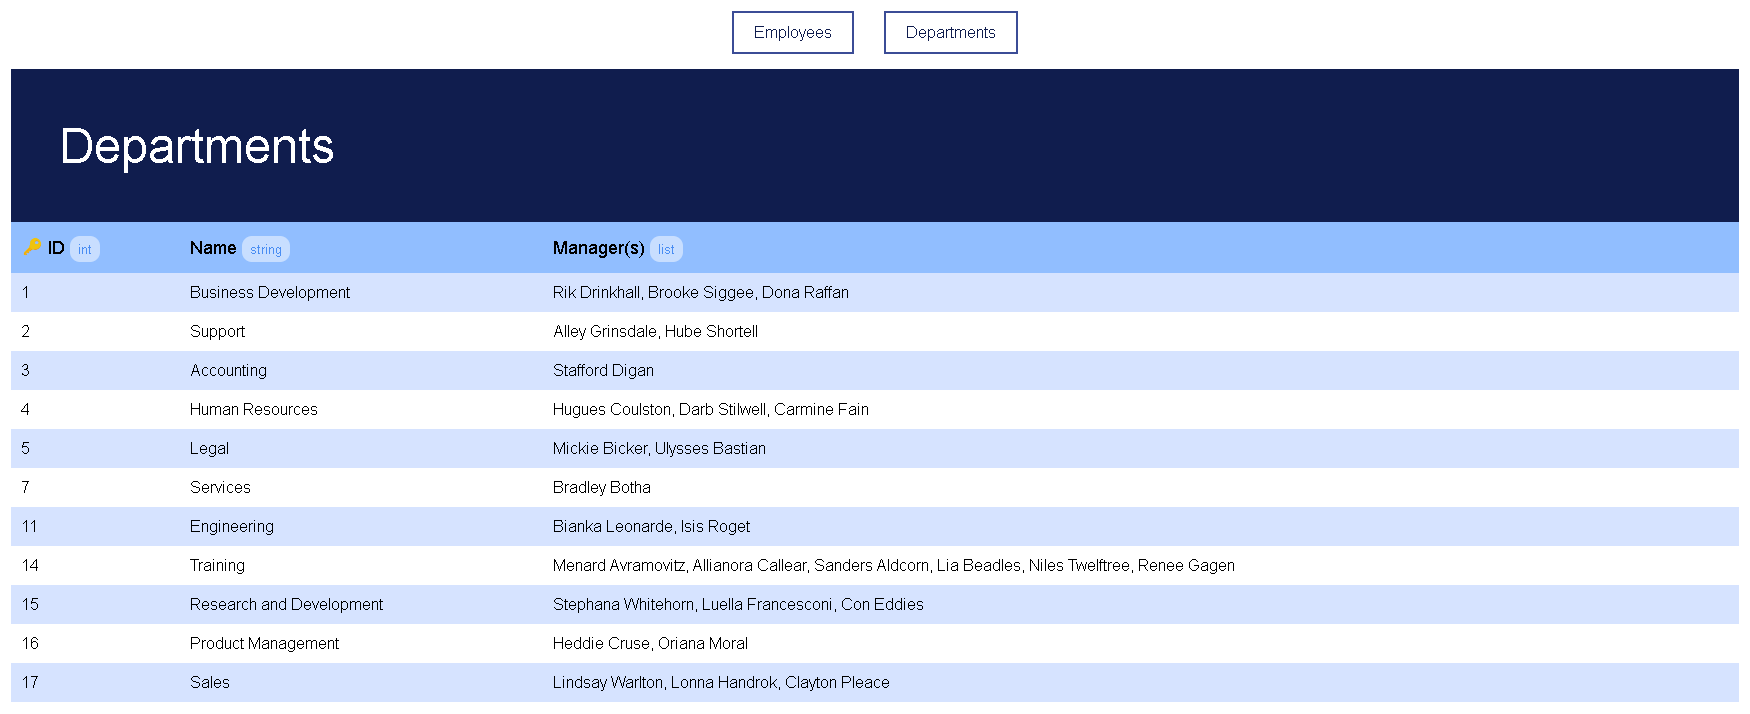 Employees Departments
Departments
ID int Name string Manager(s) list
1 Business Development Rik Drinkhall, Brooke Siggee, Dona Raffan
2 Support Alley Grinsdale, Hube Shortell
3 Accounting Stafford Digan
4 Human Resources Hugues Coulston, Darb Stilwell, Carmine Fain
5 Legal Mickie Bicker, Ulysses Bastian
7 Services Bradley Botha
11 Engineering Bianka Leonarde, Isis Roget
14 Training Menard Avramovitz, Allianora Callear, Sanders Aldcorn, Lia Beadles, Niles Twelftree, Renee Gagen
15 Research and Development Stephana Whitehorn, Luella Francesconi, Con Eddies
16 Product Management Heddie Cruse, Oriana Moral
17 Sales Lindsay Warlton, Lonna Handrok, Clayton Pleace